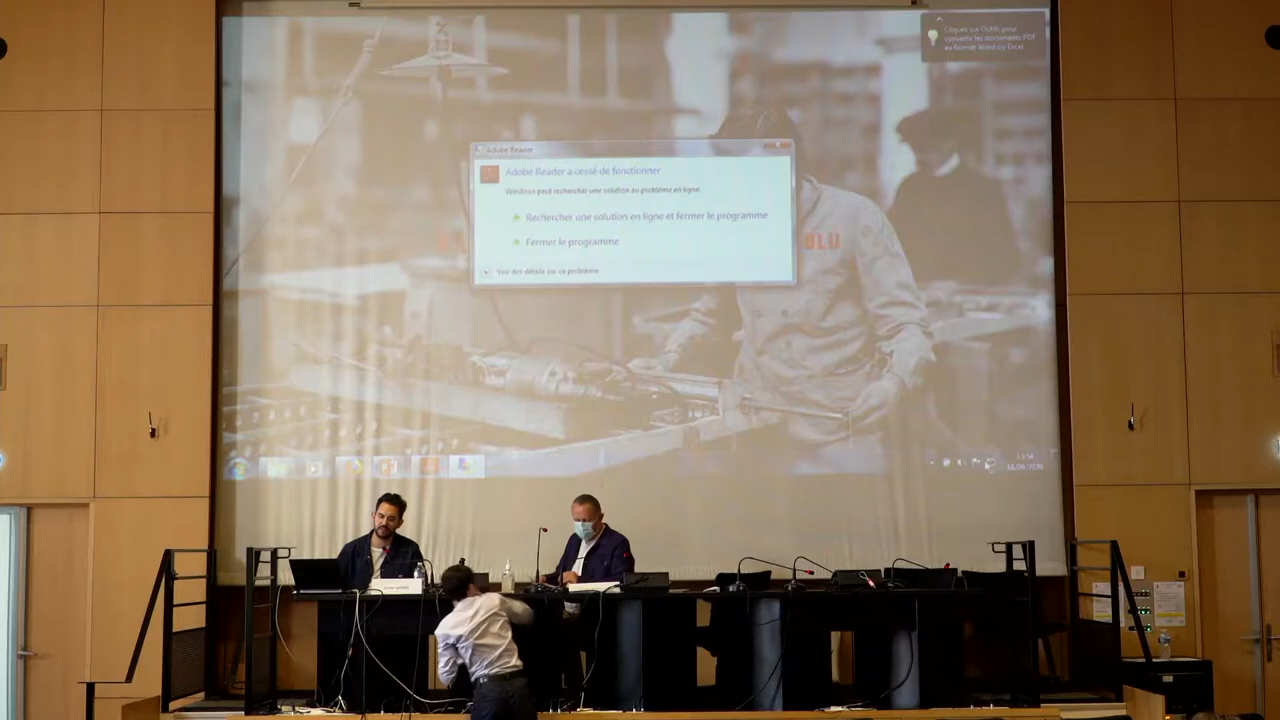 Cliquez sur Outils pour
convertir les documents PDF
au format Word ou Excel
Adobe Reader
Adobe Reader a cessé de fonctionner
Windows peut rechercher une solution au problème en ligne.
Rechercher une solution en ligne et fermer le programme
Fermer le programme
Voir les détails sur ce problème
OLU